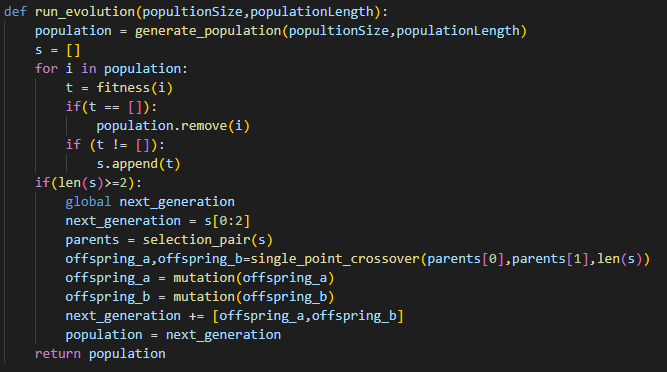 def run_evolution(popultionSize,populationLength):
    population = generate_population(popultionSize,populationLength)
    s = []
    for i in population:
        t = fitness(i)
        if(t == []):
            population.remove(i)
        if (t != []):
            s.append(t)
    if(len(s)>=2):
        global next_generation
        next_generation = s[0:2]
        parents = selection_pair(s)
        offspring_a,offspring_b=single_point_crossover(parents[0],parents[1],len(s))
        offspring_a = mutation(offspring_a)
        offspring_b = mutation(offspring_b)
        next_generation += [offspring_a,offspring_b]
        population = next_generation
    return population